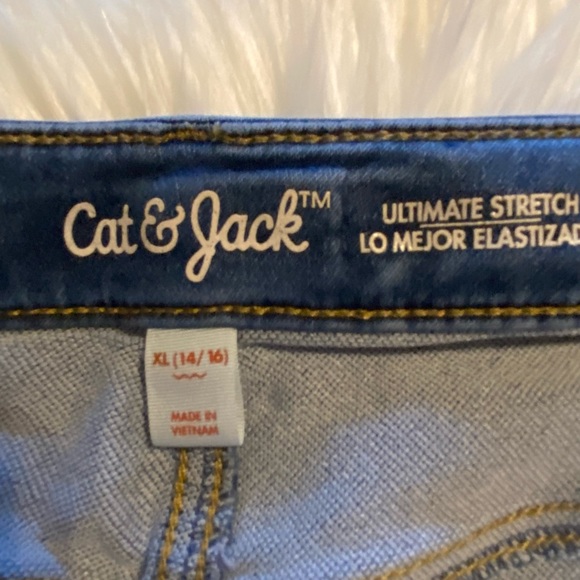 Cat & Jack™
ULTIMATE STRETCH
LO MEJOR ELASTIZAD
XL (14/16)
MADE IN
VIETNAM